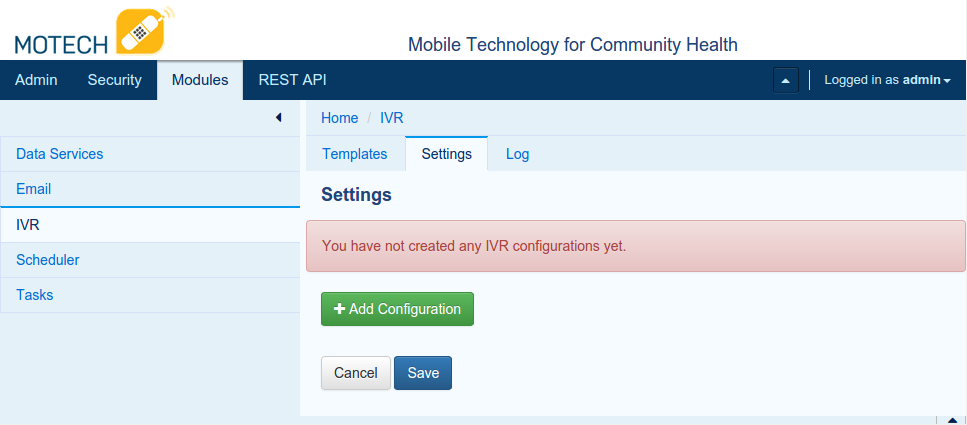 MOTECH
Mobile Technology for Community Health
Admin Security Modules REST API Logged in as admin
Home / IVR
Data Services
Email
IVR
Scheduler
Tasks
Templates Settings Log
Settings
You have not created any IVR configurations yet.
+ Add Configuration
Cancel Save